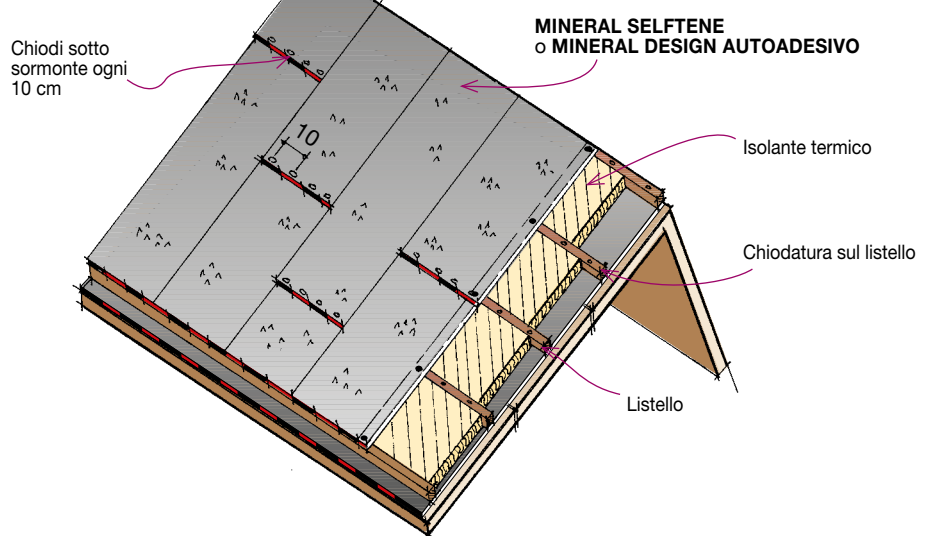 MINERAL SELFTENE
o MINERAL DESIGN AUTOADESIVO
Chiodi sotto
sormonte ogni
10 cm
10
Isolante termico
Chiodatura sul listello
Listello